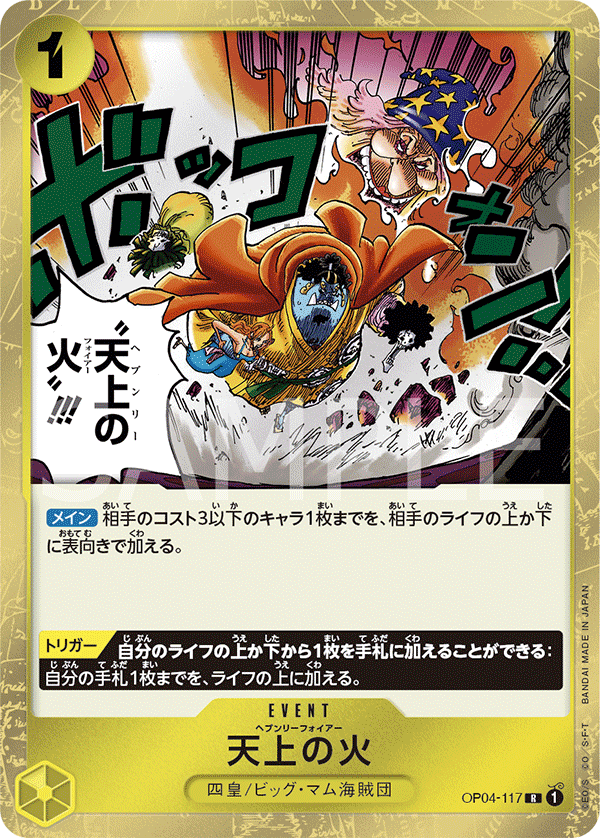 1
ボッコォン
〝天上の
ヘブンリー
火〟!!!
フォイアー
SAMPLE
メイン 相手のコスト3以下のキャラ1枚までを、相手のライフの上か下
に表向きで加える。
トリガー 自分のライフの上か下から1枚を手札に加えることができる:
自分の手札1枚までを、ライフの上に加える。
EVENT
ヘブンリーフォイアー
天上の火
四皇/ビッグ・マム海賊団
OP04-117 R 1
©E.O/S. ©O/S・F・T BANDAI MADE IN JAPAN